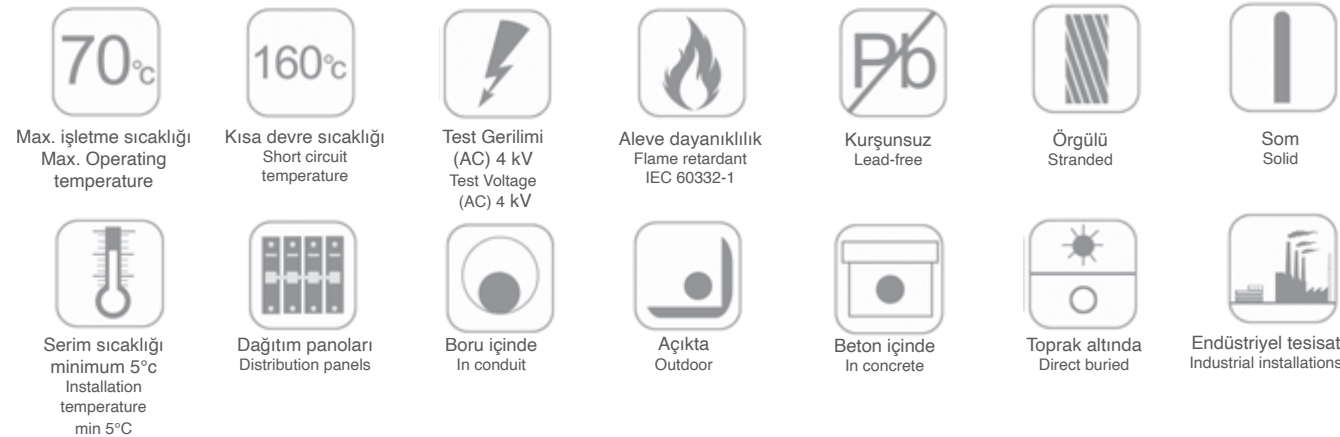 70°C
Max. işletme sıcaklığı
Max. Operating
temperature
160°C
Kısa devre sıcaklığı
Short circuit
temperature
Test Gerilimi
(AC) 4 kV
Test Voltage
(AC) 4 kV
Aleve dayanıklılık
Flame retardant
IEC 60332-1
Pb
Kurşunsuz
Lead-free
Örgülü
Stranded
Som
Solid
Serim sıcaklığı
minimum 5°c
Installation
temperature
min 5°C
Dağıtım panoları
Distribution panels
Boru içinde
In conduit
Açıkta
Outdoor
Beton içinde
In concrete
Toprak altında
Direct buried
Endüstriyel tesisat
Industrial installations